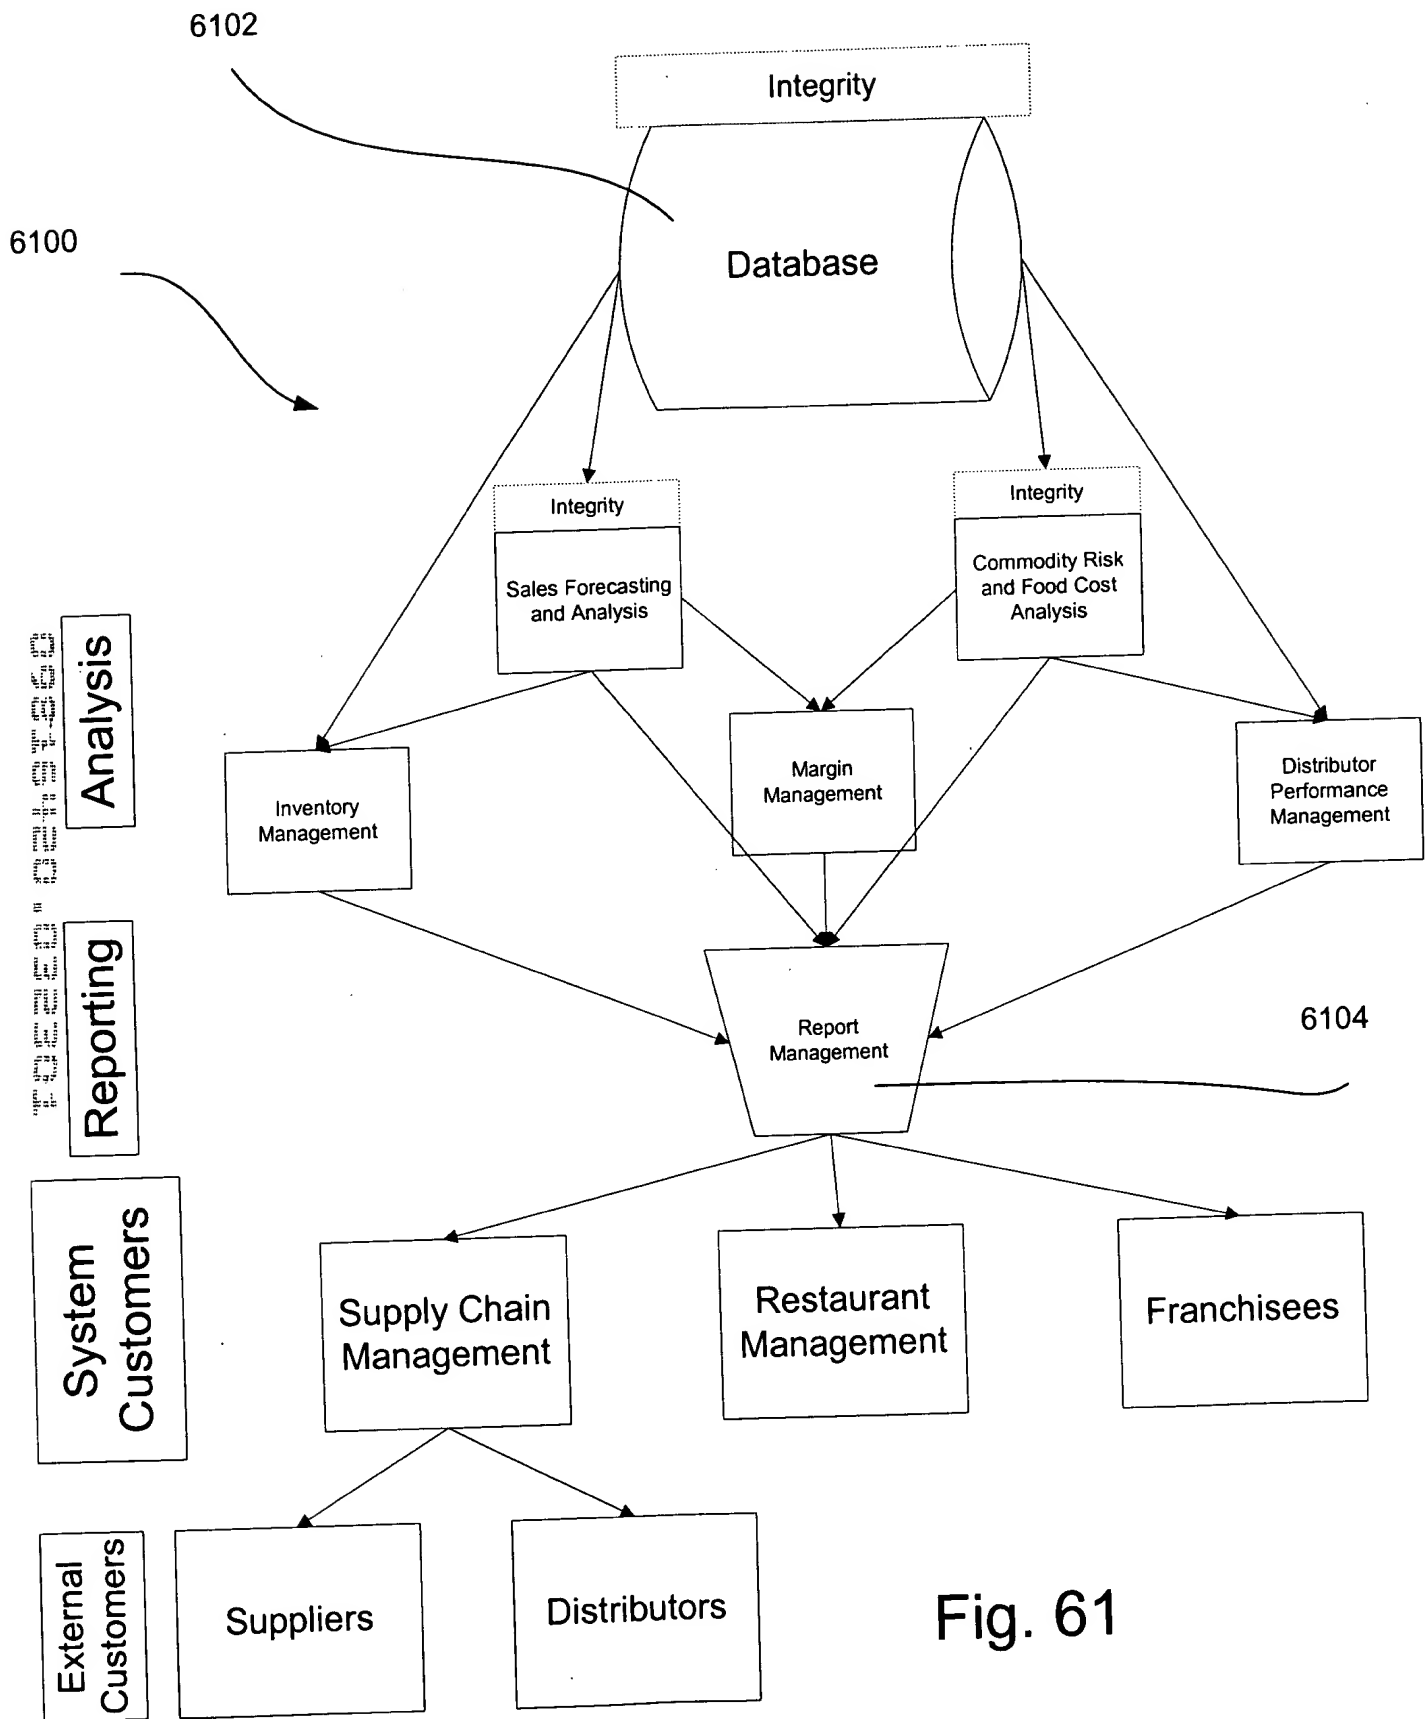 6102
Integrity
6100
Database
Integrity
Sales Forecasting
and Analysis
Integrity
Commodity Risk
and Food Cost
Analysis
Analysis
Inventory
Management
Margin
Management
Distributor
Performance
Management
Reporting
Report
Management
6104
System
Customers
Supply Chain
Management
Restaurant
Management
Franchisees
External
Customers
Suppliers
Distributors
Fig. 61